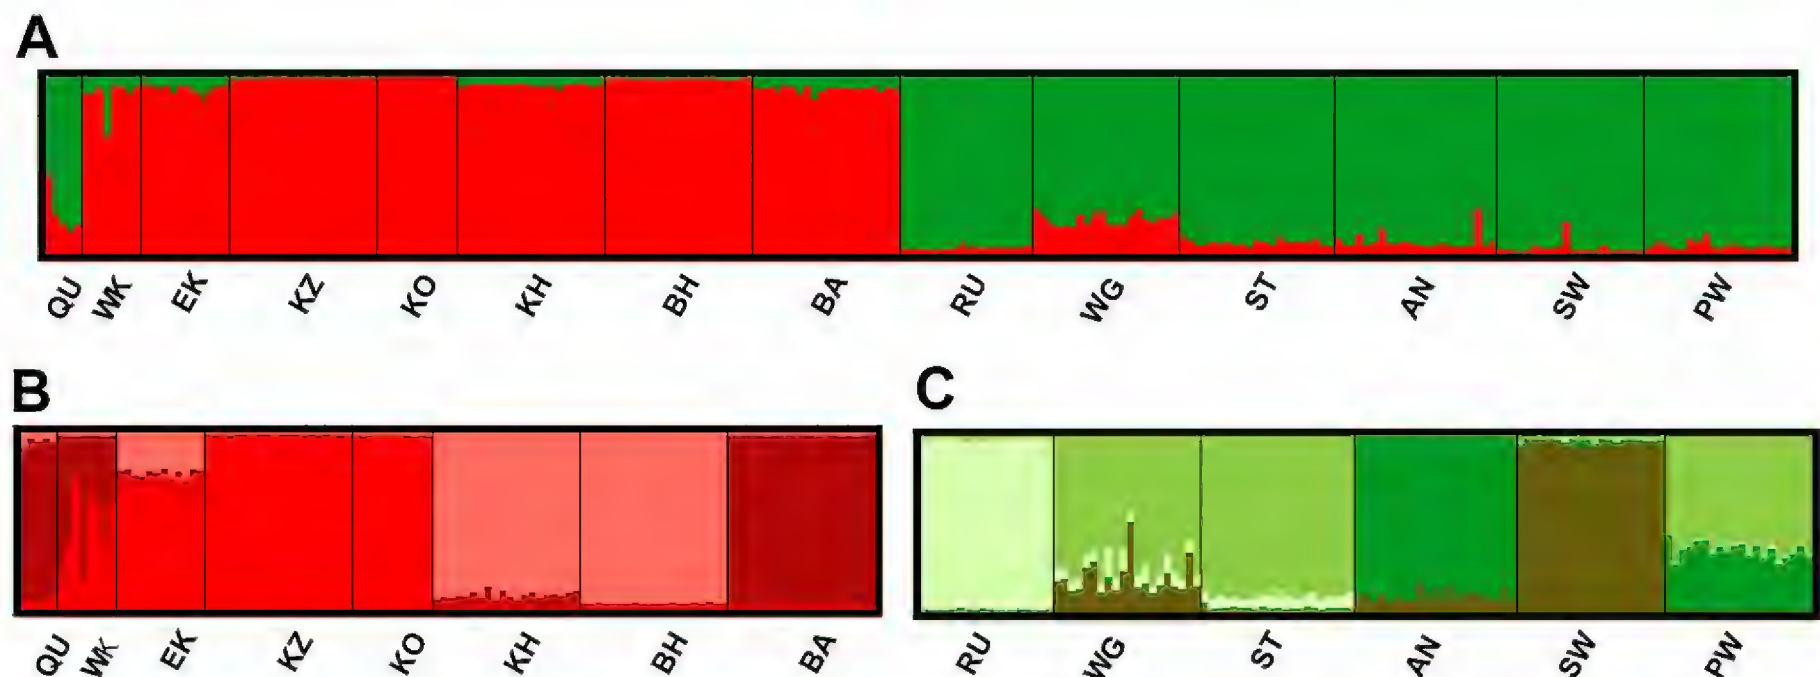 A
QU WK EK KZ KO KH BH BA RU WG ST AN SW PW
B
C
QU WK EK KZ KO KH BH BA
RU WG ST AN SW PW